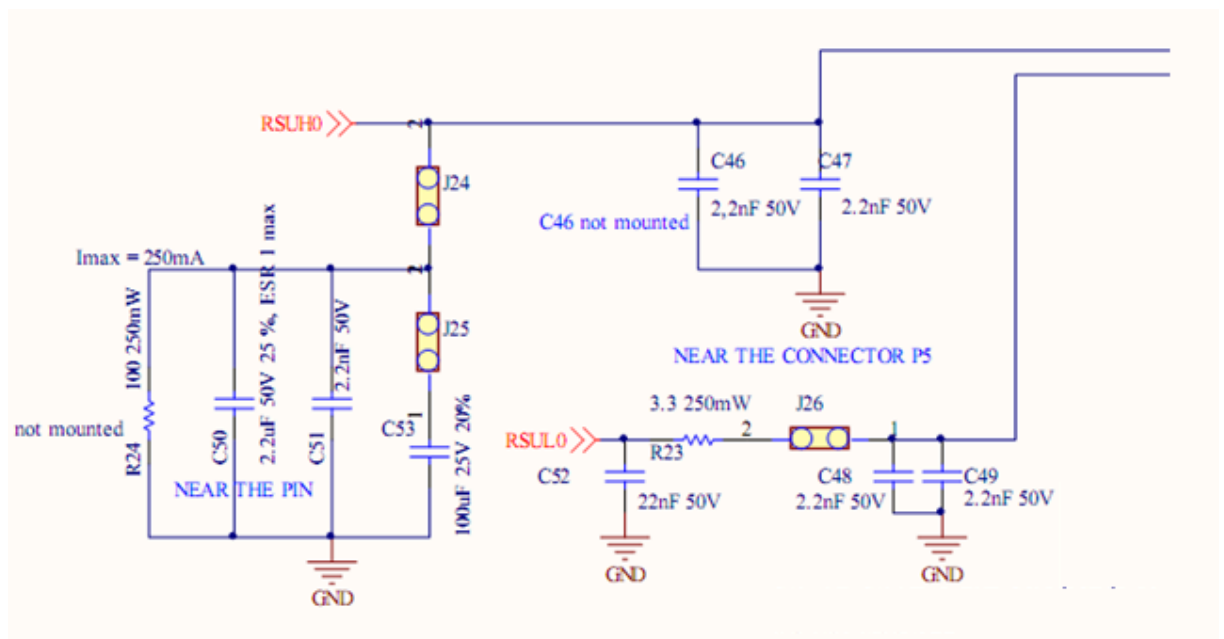 RSUH0
2
J24
C46
2,2nF 50V
C47
2.2nF 50V
C46 not mounted
GND
NEAR THE CONNECTOR P5
Imax = 250mA
2
100 250mW
R24
not mounted
C50
2.2uF 50V 25 %, ESR 1 max
C51
2.2nF 50V
J25
C53
1
100uF 25V 20%
NEAR THE PIN
GND
RSUL0
3.3 250mW
R23
2
J26
1
C52
22nF 50V
GND
C48
2.2nF 50V
C49
2.2nF 50V
GND